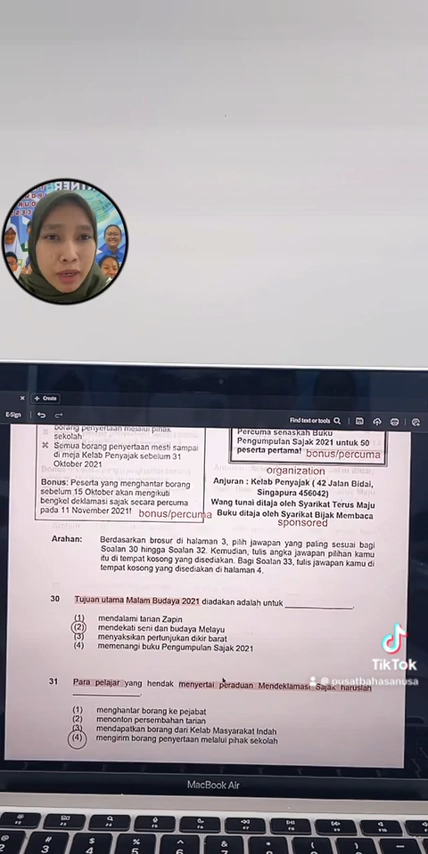 Create
E-Sign
Find text or tools
borang penyertaan melalui pihak
sekolah
Semua borang penyertaan mesti sampai
di meja Kelab Penyajak sebelum 31
Oktober 2021
Bonus: Peserta yang menghantar borang
sebelum 15 Oktober akan mengikuti
bengkel deklamasi sajak secara percuma
pada 11 November 2021! bonus/percuma
Percuma senaskah Buku
Pengumpulan Sajak 2021 untuk 50
peserta pertama! bonus/percuma
organization
Anjuran : Kelab Penyajak ( 42 Jalan Bidai,
Singapura 456042)
Wang tunai ditaja oleh Syarikat Terus Maju
Buku ditaja oleh Syarikat Bijak Membaca
sponsored
Arahan: Berdasarkan brosur di halaman 3, pilih jawapan yang paling sesuai bagi
Soalan 30 hingga Soalan 32. Kemudian, tulis angka jawapan pilihan kamu
di tempat kosong yang disediakan. Bagi Soalan 33, tulis jawapan kamu di
tempat kosong yang disediakan di halaman 4.
30 Tujuan utama Malam Budaya 2021 diadakan adalah untuk
(1) mendalami tarian Zapin
(2) mendekati seni dan budaya Melayu
(3) menyaksikan pertunjukan dikir barat
(4) memenangi buku Pengumpulan Sajak 2021
31 Para pelajar yang hendak menyertai peraduan Mendeklamasi Sajak haruslah
(1) menghantar borang ke pejabat
(2) menonton persembahan tarian
(3) mendapatkan borang dari Kelab Masyarakat Indah
(4) mengirim borang penyertaan melalui pihak sekolah
TikTok
@pusatbahasanusa
MacBook Air